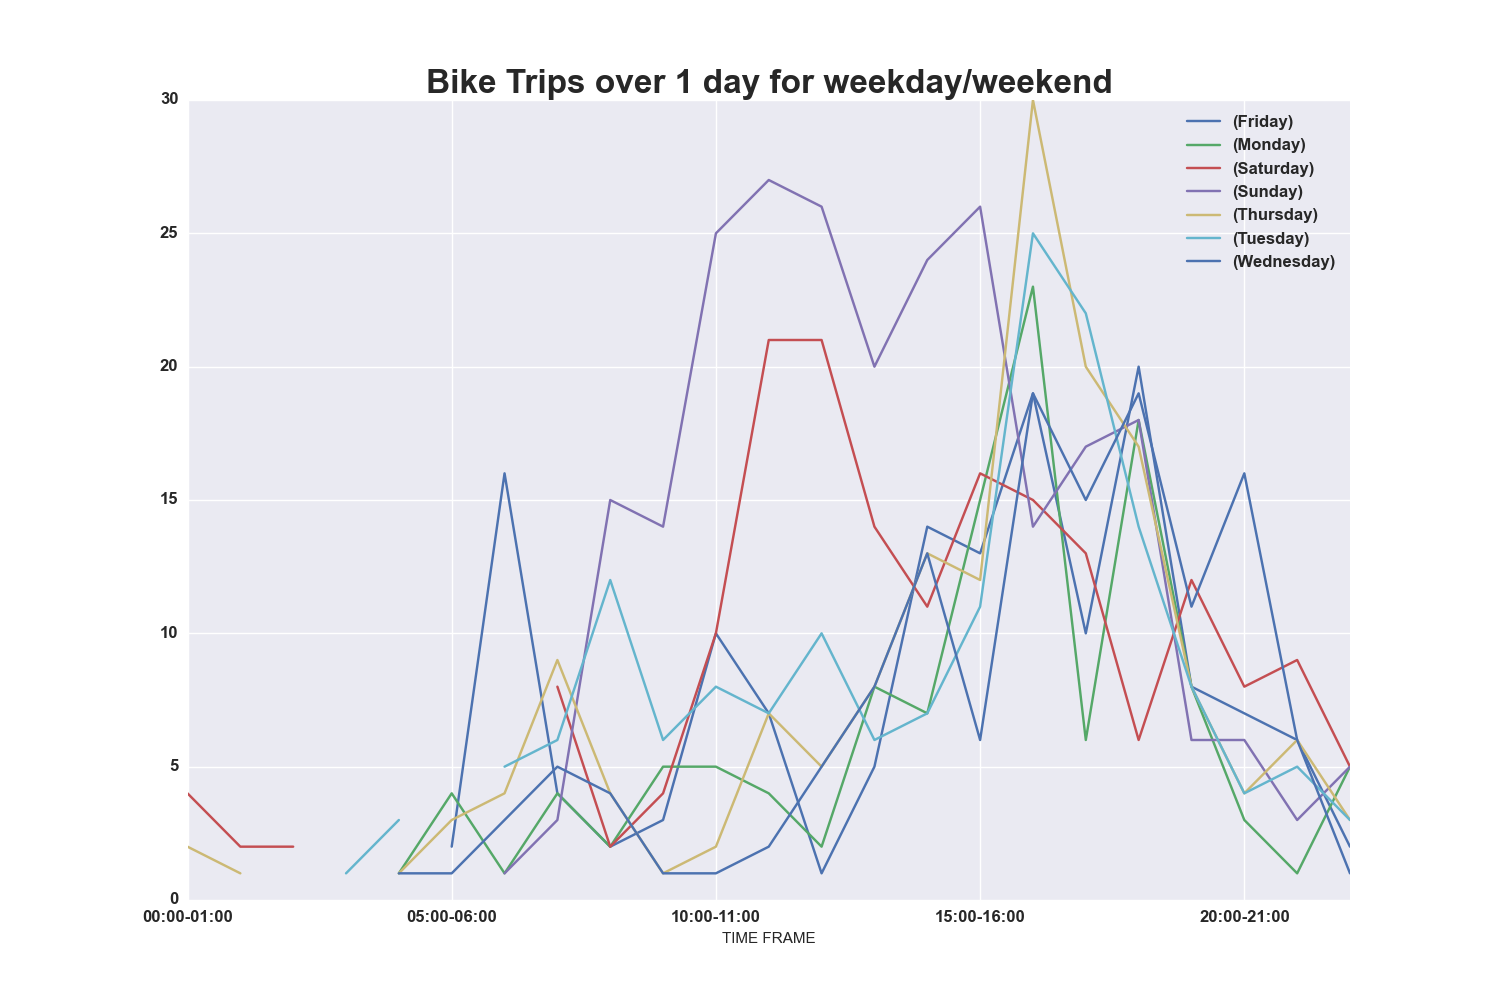 Bike Trips over 1 day for weekday/weekend
30
25
20
15
10
5
0
(Friday)
(Monday)
(Saturday)
(Sunday)
(Thursday)
(Tuesday)
(Wednesday)
00:00-01:00 05:00-06:00 10:00-11:00 15:00-16:00 20:00-21:00
TIME FRAME